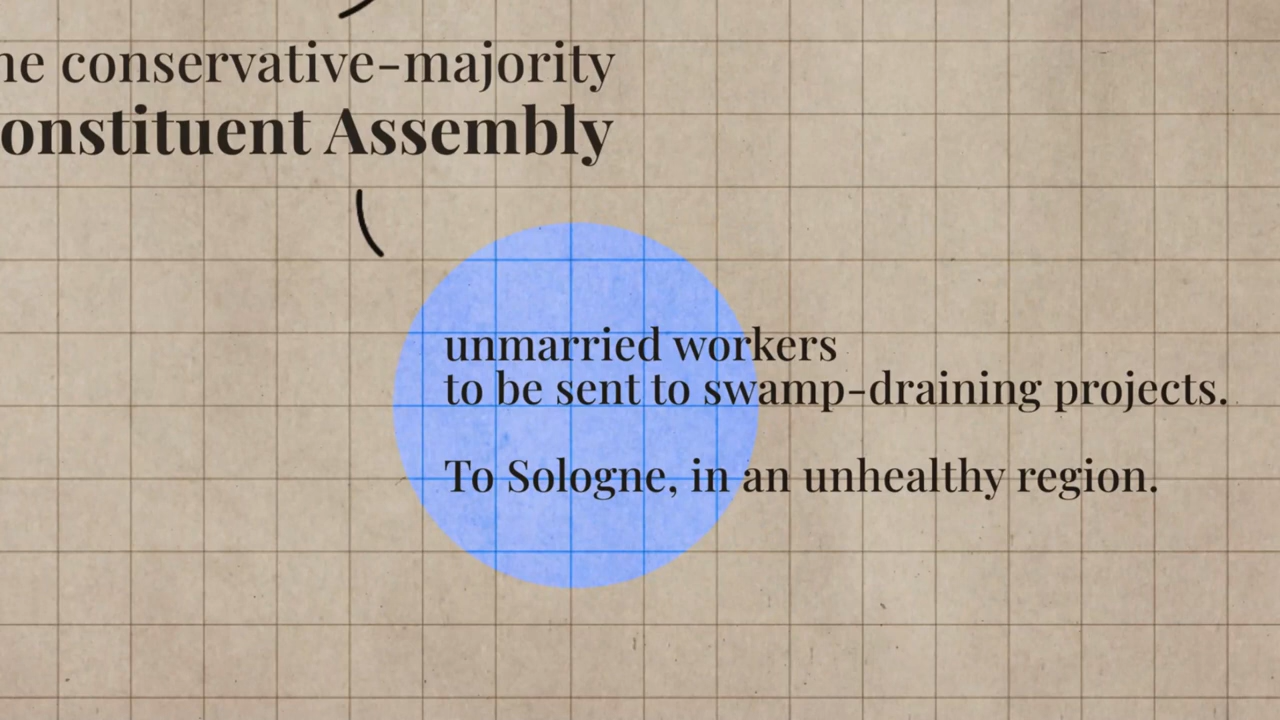 he conservative-majority
onstituent Assembly
unmarried workers
to be sent to swamp-draining projects.
To Sologne, in an unhealthy region.